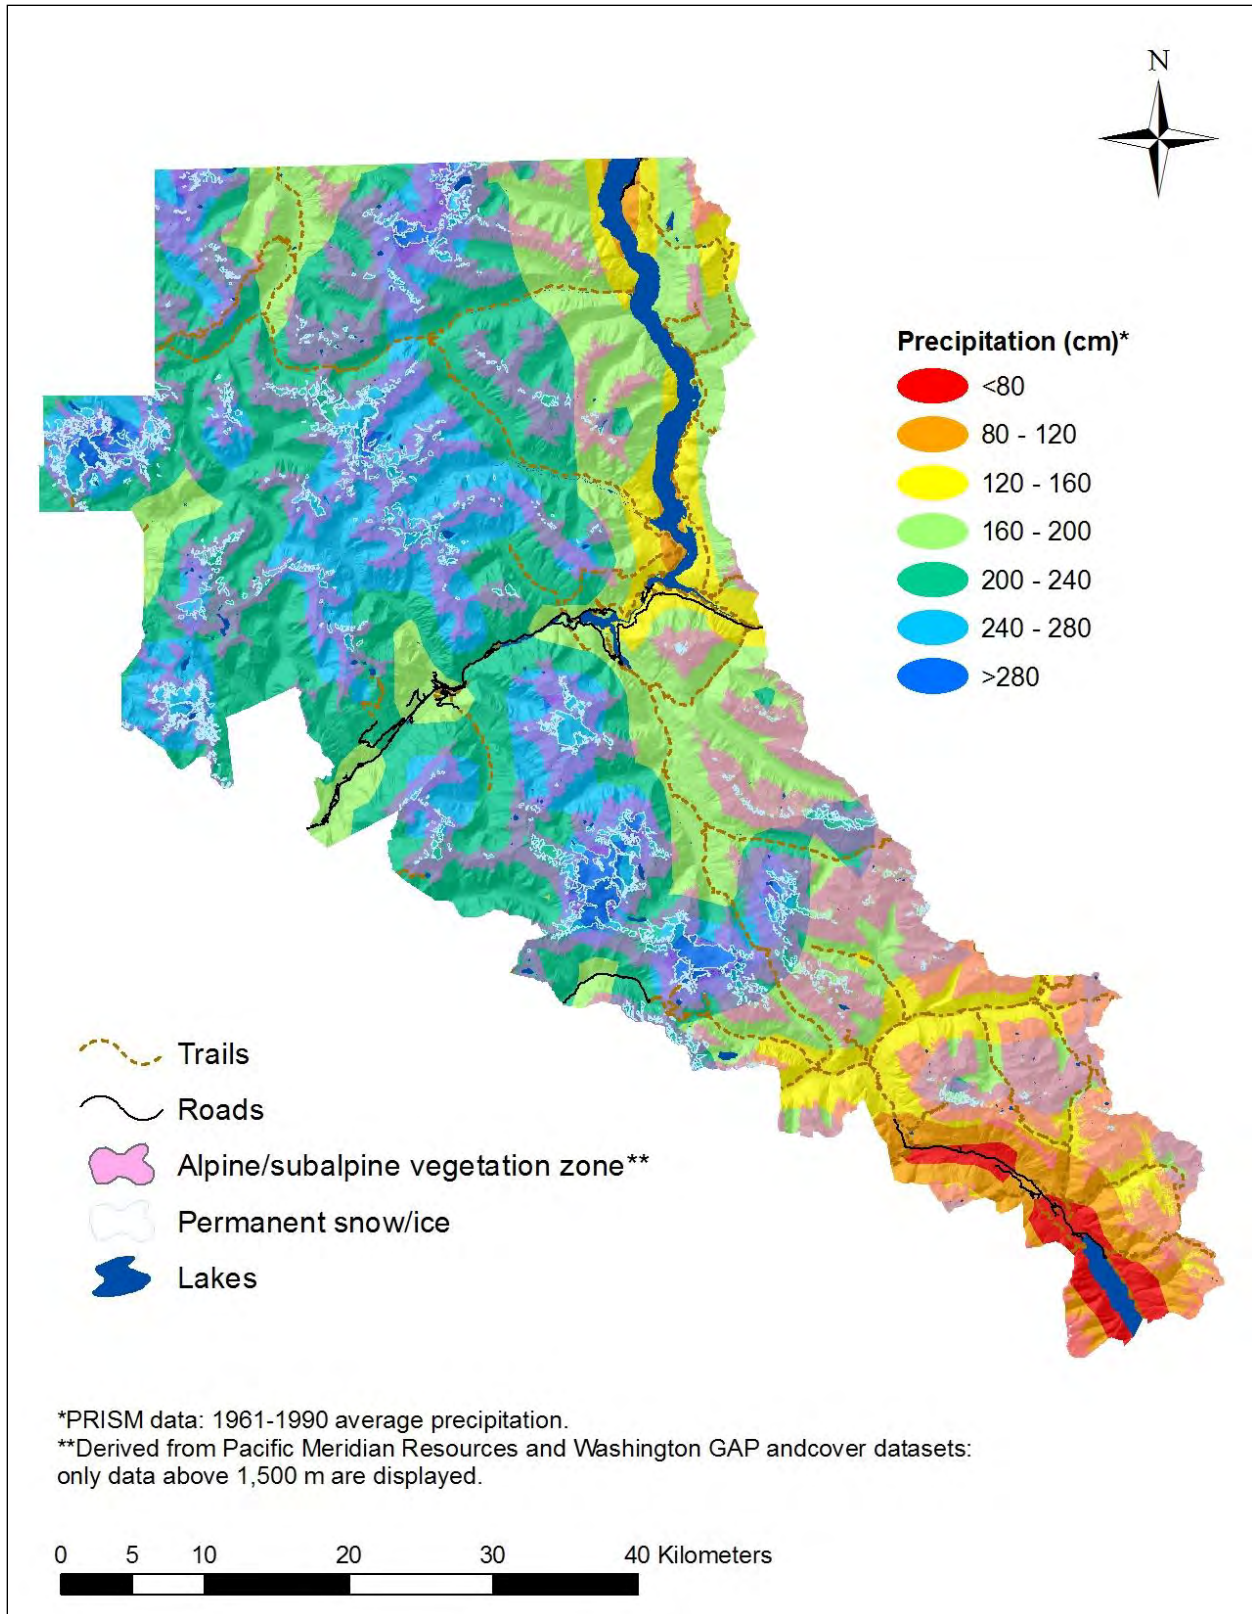 N
Precipitation (cm)*
<80
80 - 120
120 - 160
160 - 200
200 - 240
240 - 280
>280
Trails
Roads
Alpine/subalpine vegetation zone**
Permanent snow/ice
Lakes
*PRISM data: 1961-1990 average precipitation.
**Derived from Pacific Meridian Resources and Washington GAP andcover datasets:
only data above 1,500 m are displayed.
0 5 10 20 30 40 Kilometers